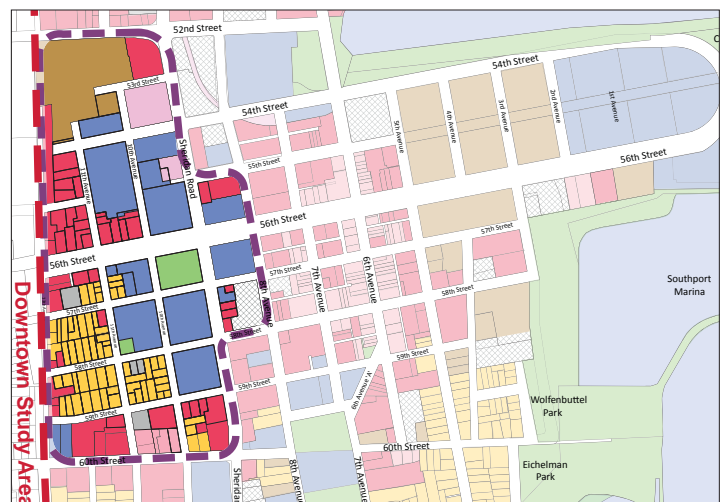 52nd Street
C
54th Street
53rd Street
54th Street
5th Avenue
4th Avenue
3rd Avenue
2nd Avenue
1st Avenue
11th Avenue
10th Avenue
Sheridan Road
55th Street
56th Street
56th Street
57th Street
56th Street
57th Street
8th Avenue
7th Avenue
6th Avenue
58th Street
Southport
Marina
57th Street
58th Street
59th Street
59th Street
6th Avenue 'A'
59th Street
Wolfenbuttel
Park
60th Street
60th Street
Eichelman
Park
Sherida
8th Avenue
7th Avenue
Downtown Study Area